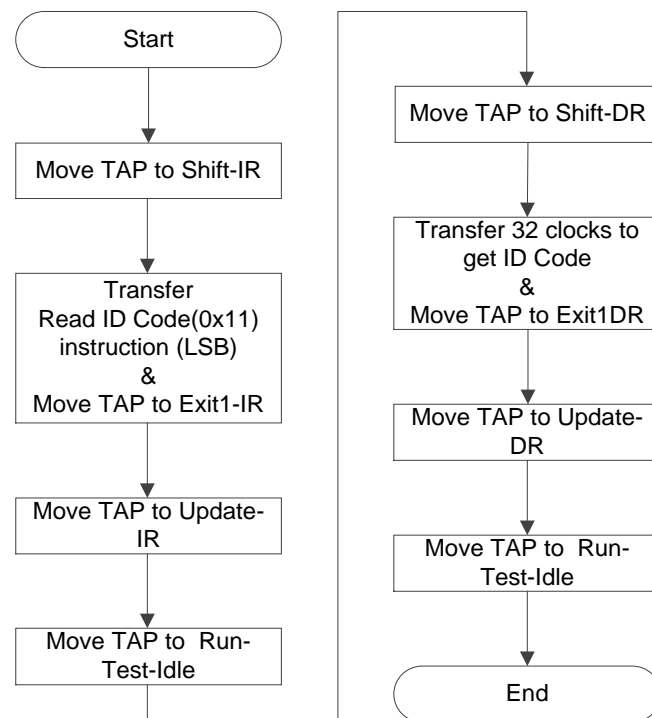 Start
Move TAP to Shift-IR
Transfer
Read ID Code(0x11)
instruction (LSB)
&
Move TAP to Exit1-IR
Move TAP to Update-
IR
Move TAP to Run-
Test-Idle
Move TAP to Shift-DR
Transfer 32 clocks to
get ID Code
&
Move TAP to Exit1DR
Move TAP to Update-
DR
Move TAP to Run-
Test-Idle
End